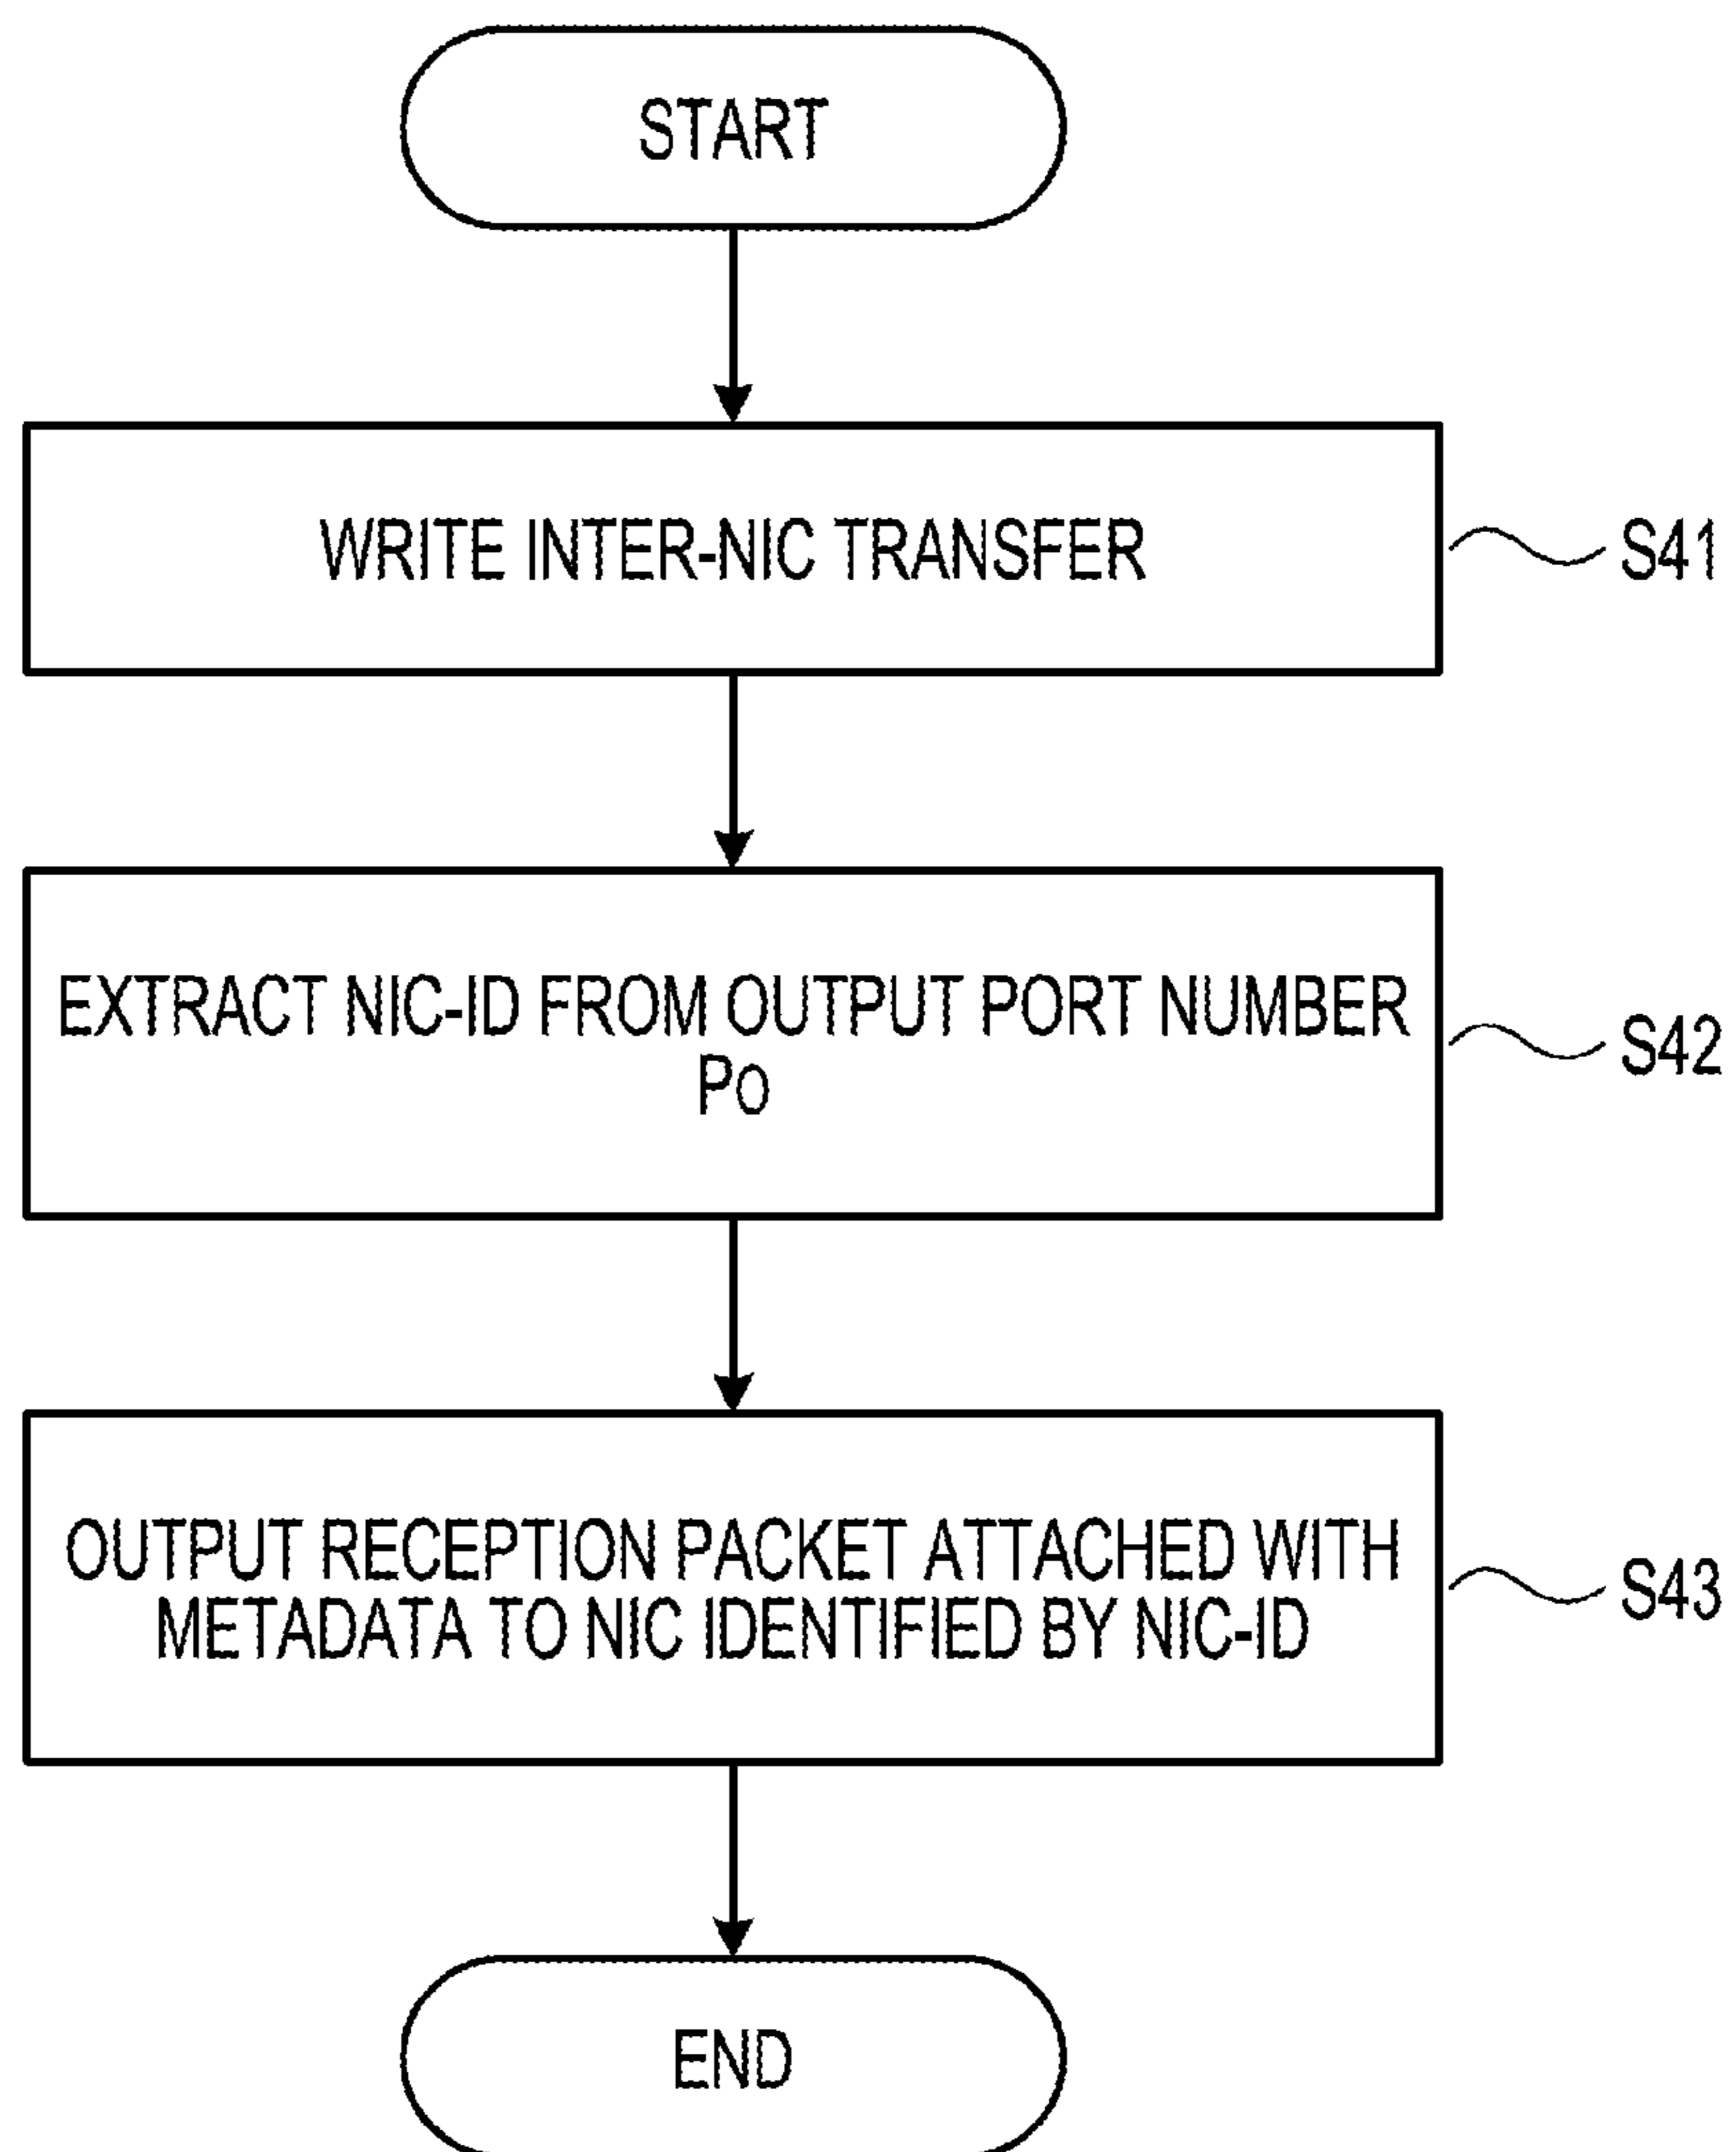 START
WRITE INTER-NIC TRANSFER
S41
EXTRACT NIC-ID FROM OUTPUT PORT NUMBER
Po
S42
OUTPUT RECEPTION PACKET ATTACHED WITH
METADATA TO NIC IDENTIFIED BY NIC-ID
S43
END